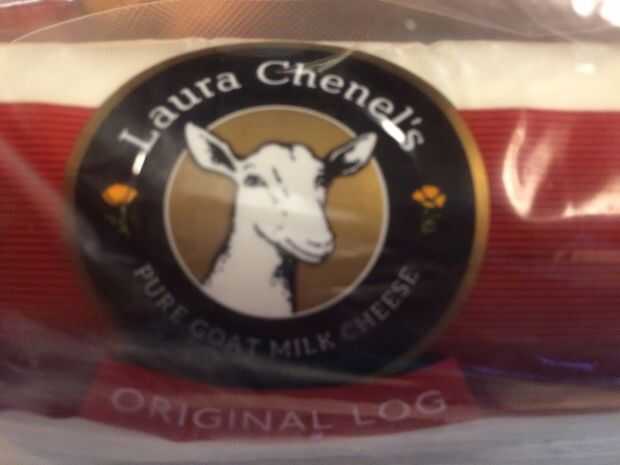 Laura Chenel's
PURE GOAT MILK CHEESE
ORIGINAL LOG